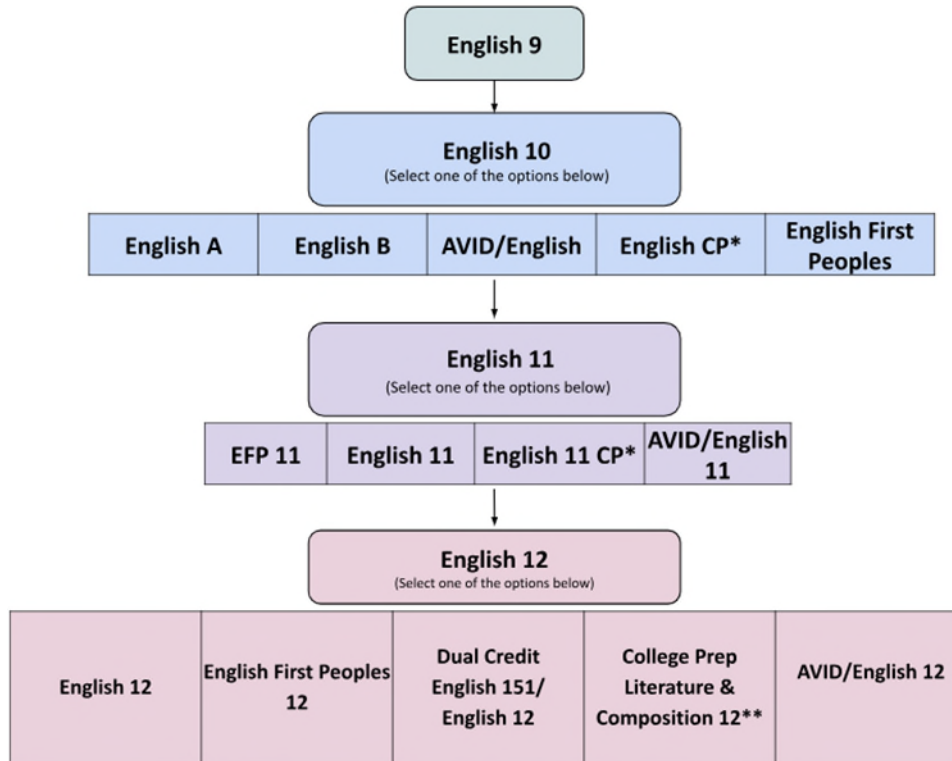 English 9
English 10
(Select one of the options below)
English A
English B
AVID/English
English CP*
English First
Peoples
English 11
(Select one of the options below)
EFP 11
English 11
English 11 CP*
AVID/English
11
English 12
(Select one of the options below)
English 12
English First Peoples
12
Dual Credit
English 151/
English 12
College Prep
Literature &
Composition 12**
AVID/English 12